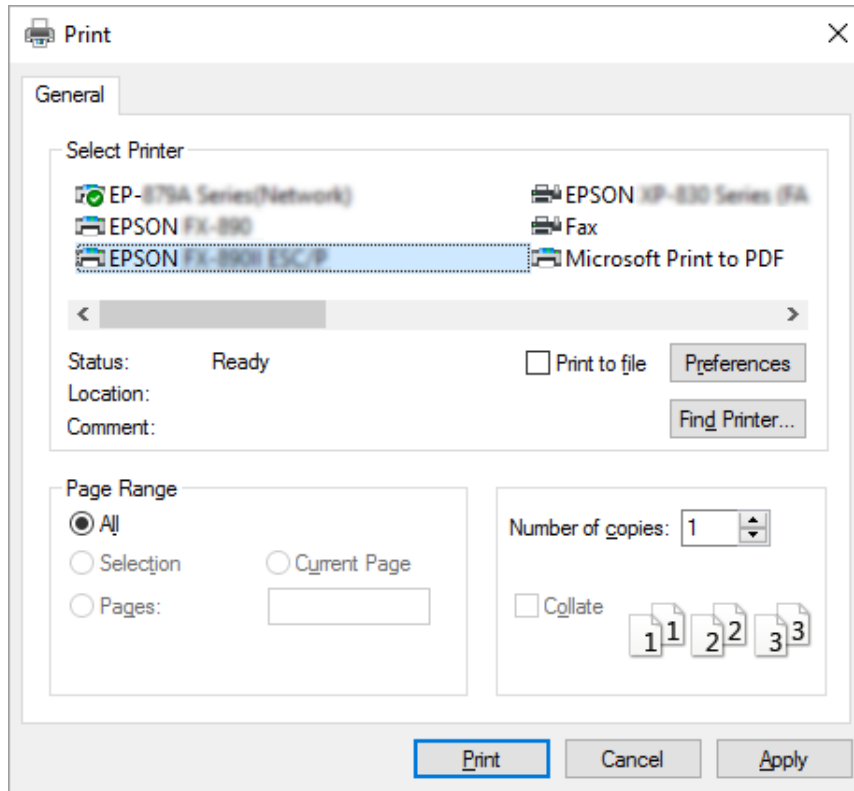 Print
General
Select Printer
EP- EPSON
EPSON Fax
EPSON Microsoft Print to PDF
Status: Ready Print to file Preferences
Location:
Comment: Find Printer...
Page Range
All Number of copies: 1
Selection Current Page
Pages: Collate
1 1 2 2 3 3
Print Cancel Apply